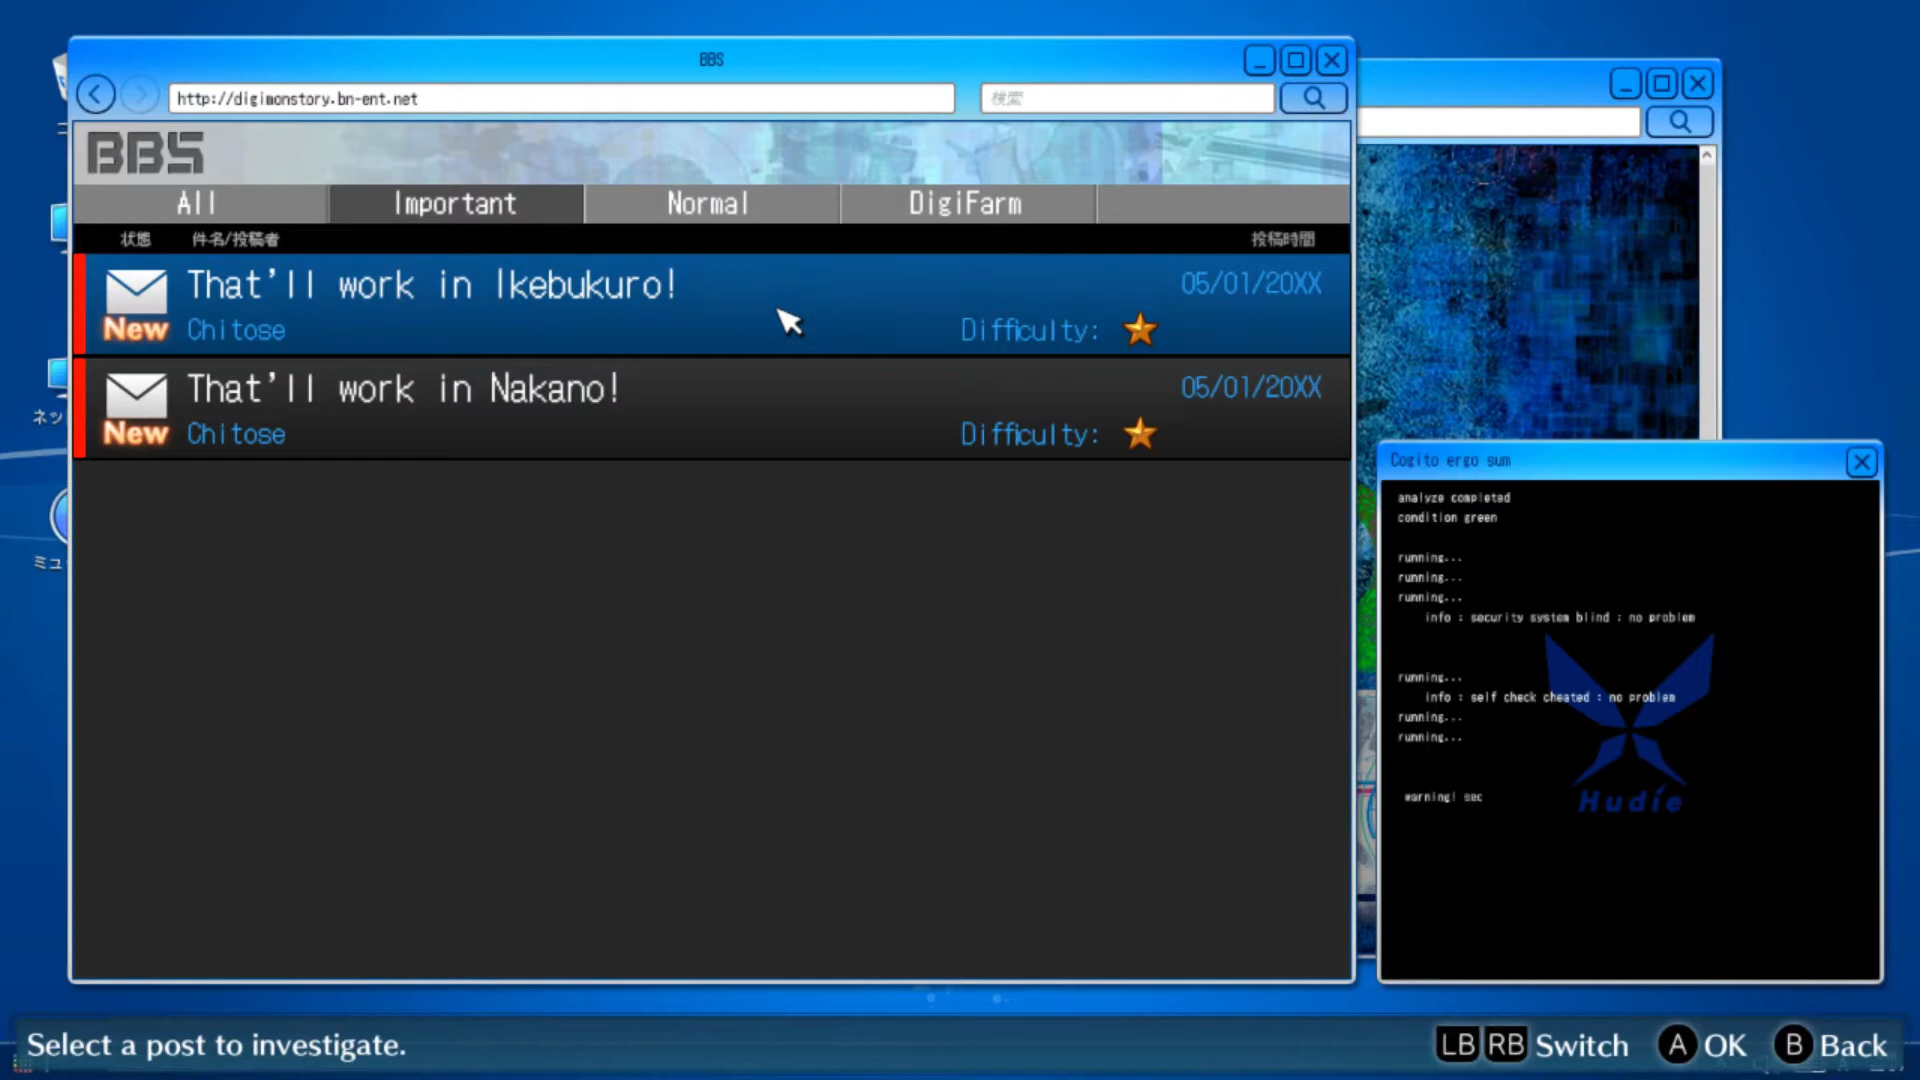 BBS
http://digimonstory.bn-ent.net
検索
BBS
All Important Normal DigiFarm
状態 件名/投稿者 投稿時間
That'll work in Ikebukuro! 05/01/20XX
New Chitose Difficulty:
That'll work in Nakano! 05/01/20XX
New Chitose Difficulty:
ネッ
ミュ
Cogito ergo sum
analyze completed
condition green
running...
running...
running...
info : security system blind : no problem
running...
info : self check cheated : no problem
running...
running...
warning! sec
Hudie
Select a post to investigate.
LB RB Switch A OK B Back